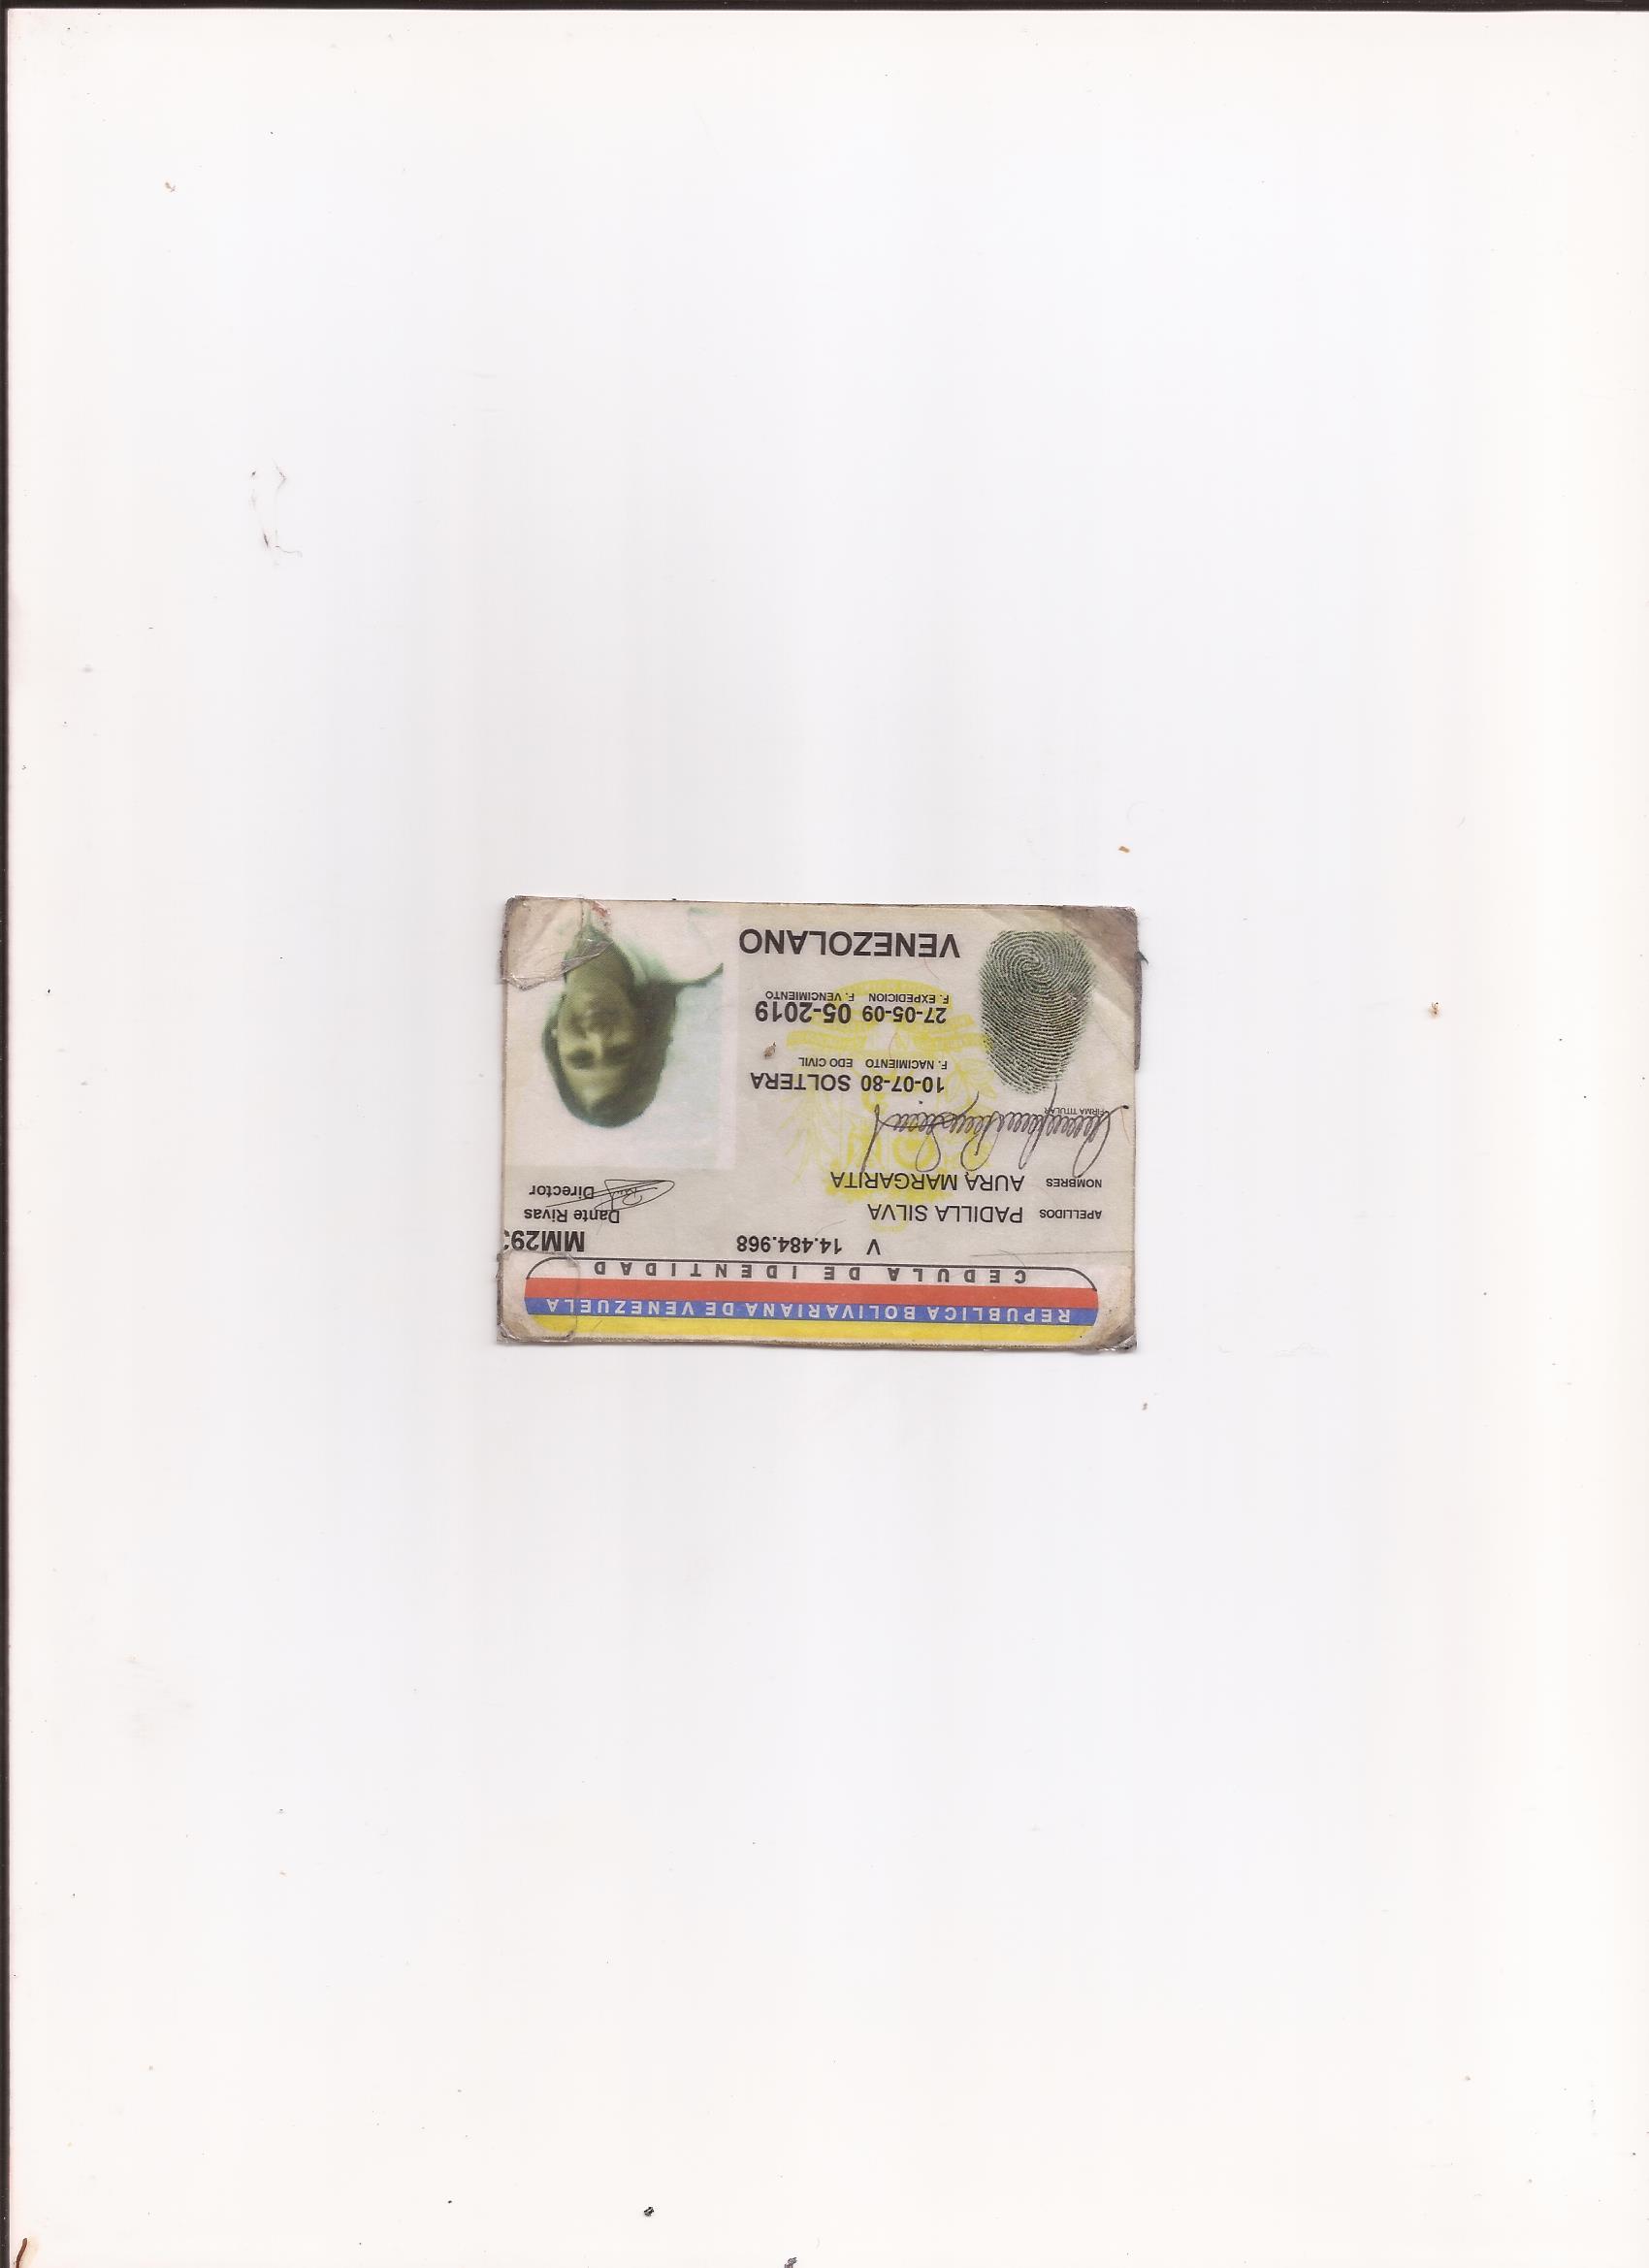 REPUBLICA BOLIVARIANA DE VENEZUELA
CEDULA DE IDENTIDAD
V 14.484.968 MM293
APELLIDOS PADILLA SILVA Dante Rivas
NOMBRES AURA MARGARITA Director
FIRMA TITULAR
10-07-80 SOLTERA
F. NACIMIENTO EDO CIVIL
27-05-09 05-2019
F. EXPEDICION F. VENCIMIENTO
VENEZOLANO